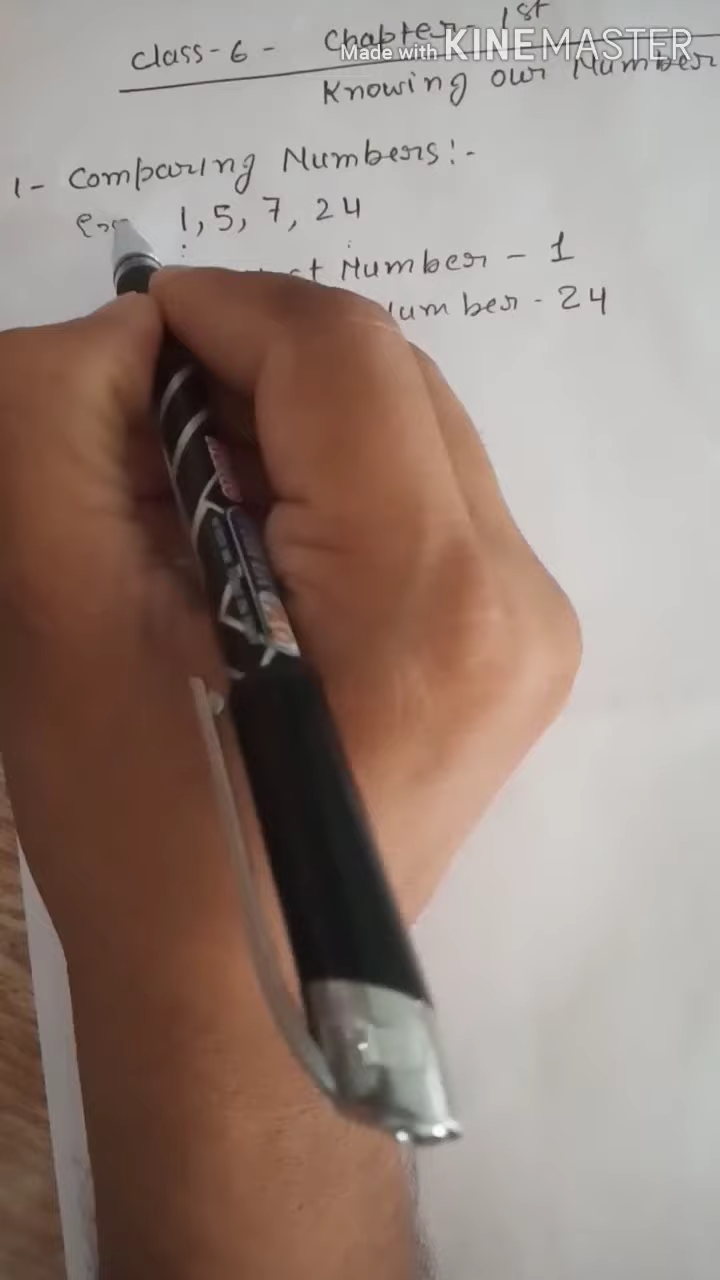 Class-6 - Chapter- 1st
Made with KINEMASTER
Knowing our Number
1- Comparing Numbers:-
1, 5, 7, 24
Number - 1
Number - 24